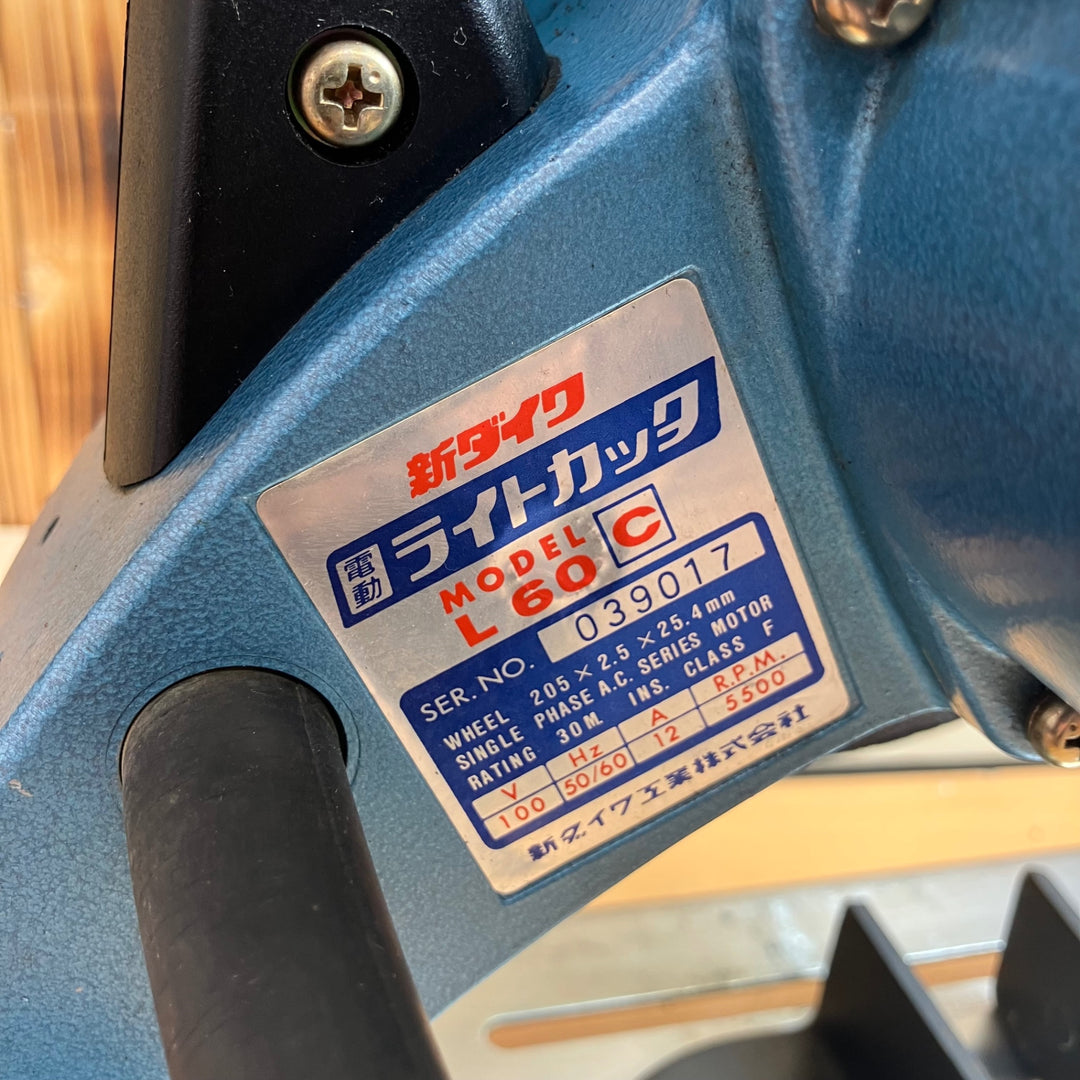 新ダイワ
電動 ライトカッタ
MODEL
L 60 C
SER. NO. 039017
WHEEL 205 × 2.5 × 25.4 mm
SINGLE PHASE A.C. SERIES MOTOR
RATING 30M. INS. CLASS F
V Hz A R.P.M.
100 50/60 12 5500
新ダイワ工業株式会社